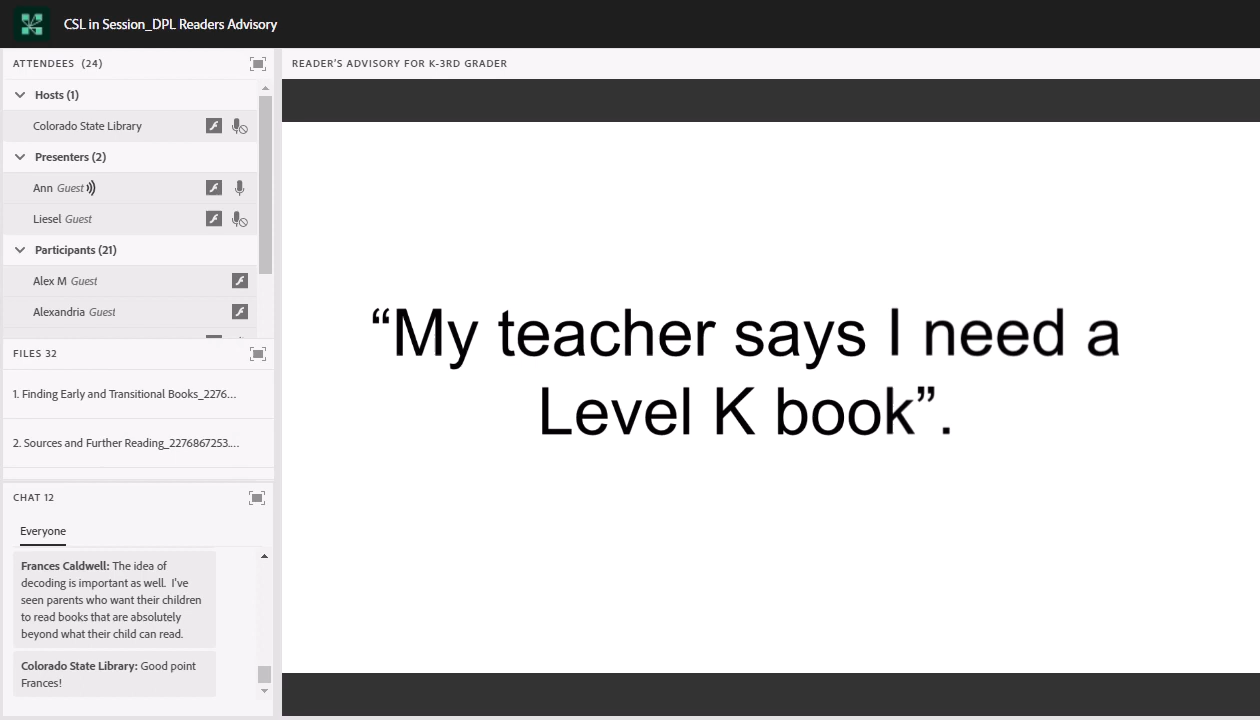 CSL in Session_DPL Readers Advisory
ATTENDEES (24)
Hosts (1)
Colorado State Library
Presenters (2)
Ann Guest
Liesel Guest
Participants (21)
Alex M Guest
Alexandria Guest
FILES 32
1. Finding Early and Transitional Books_2276...
2. Sources and Further Reading_2276867253....
CHAT 12
Everyone
Frances Caldwell: The idea of
decoding is important as well.  I've
seen parents who want their children
to read books that are absolutely
beyond what their child can read.
Colorado State Library: Good point
Frances!
READER'S ADVISORY FOR K-3RD GRADER
“My teacher says I need a
Level K book”.